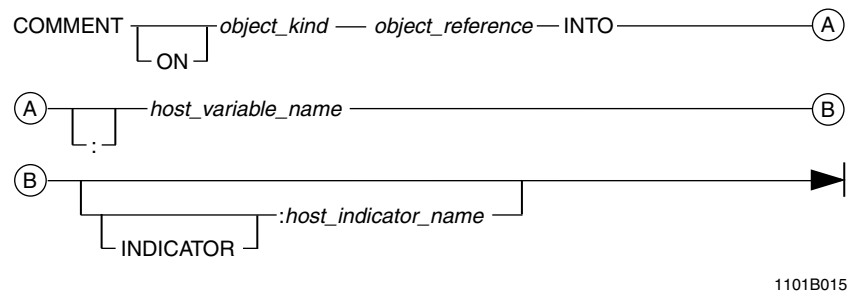 COMMENT object_kind object_reference INTO A
ON
A host_variable_name B
:
B
:host_indicator_name
INDICATOR
1101B015